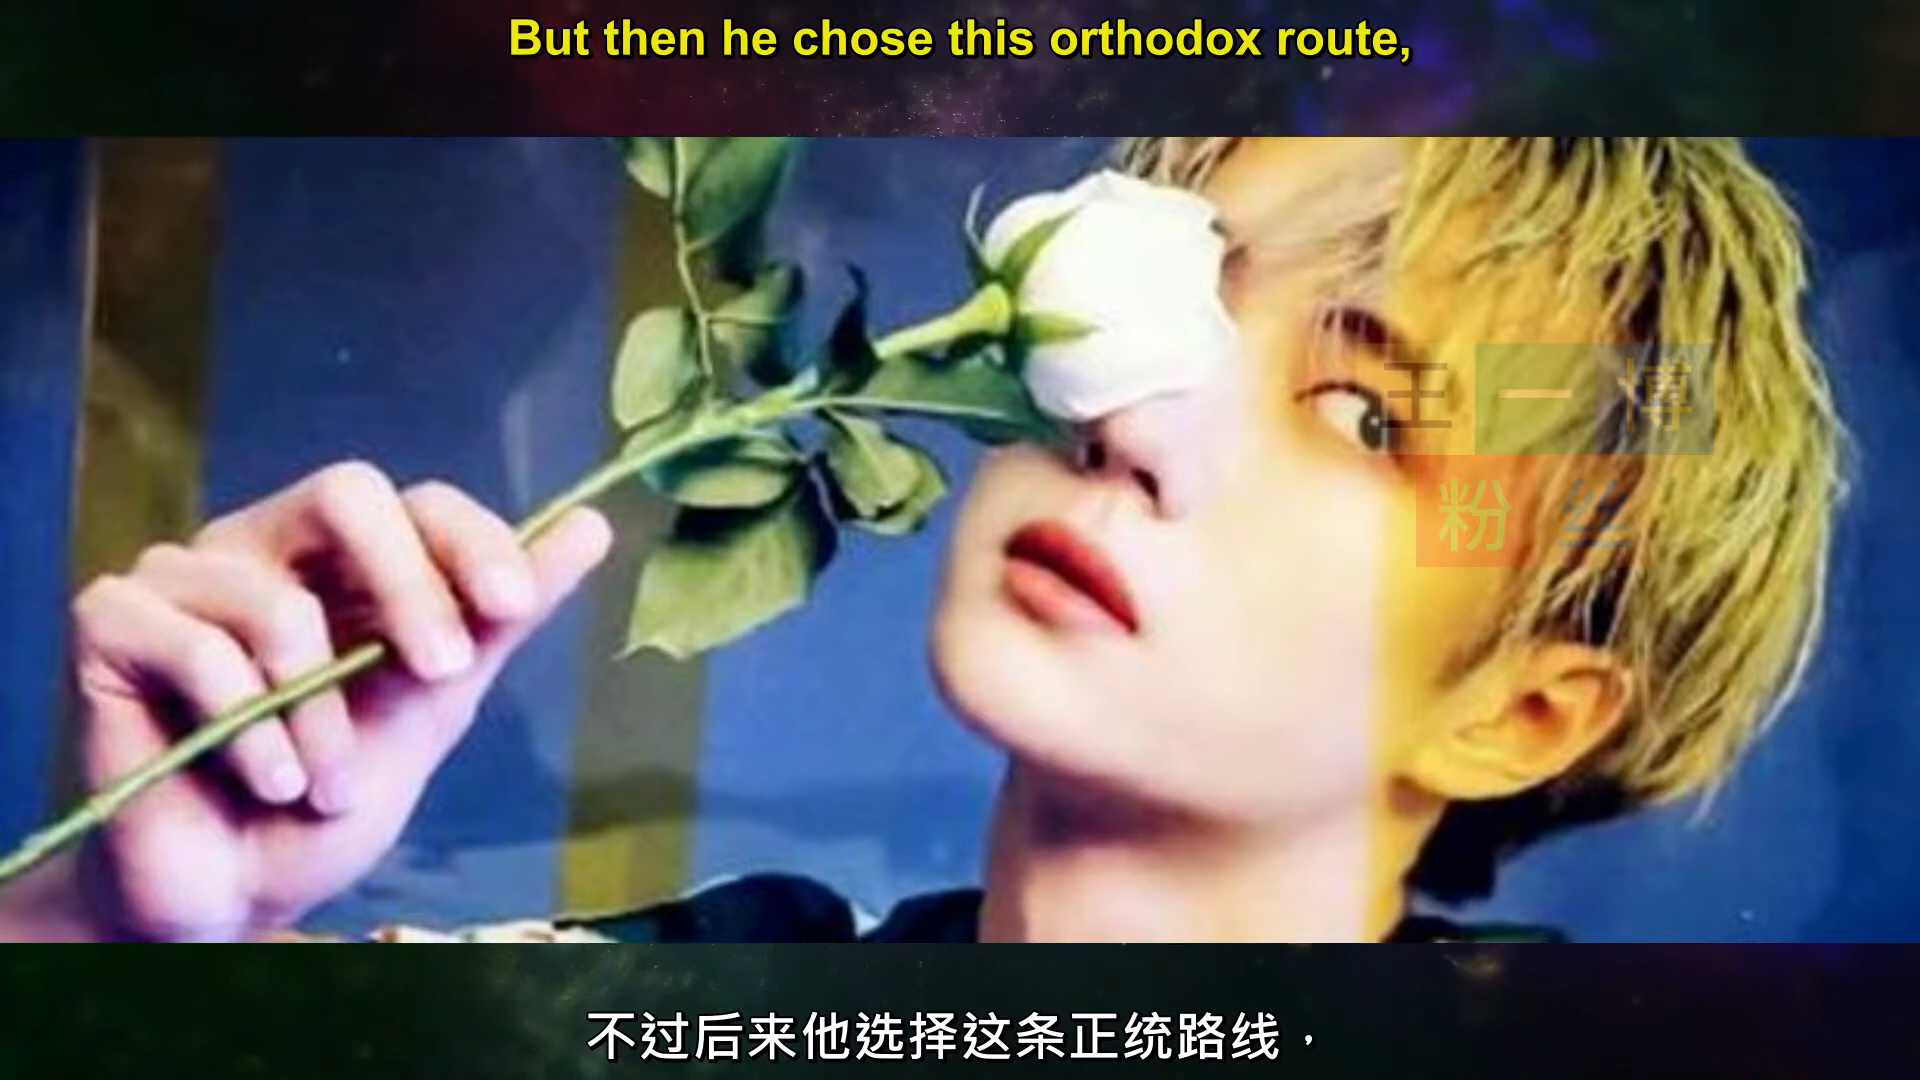 But then he chose this orthodox route,
王一博
粉丝
不过后来他选择这条正统路线，